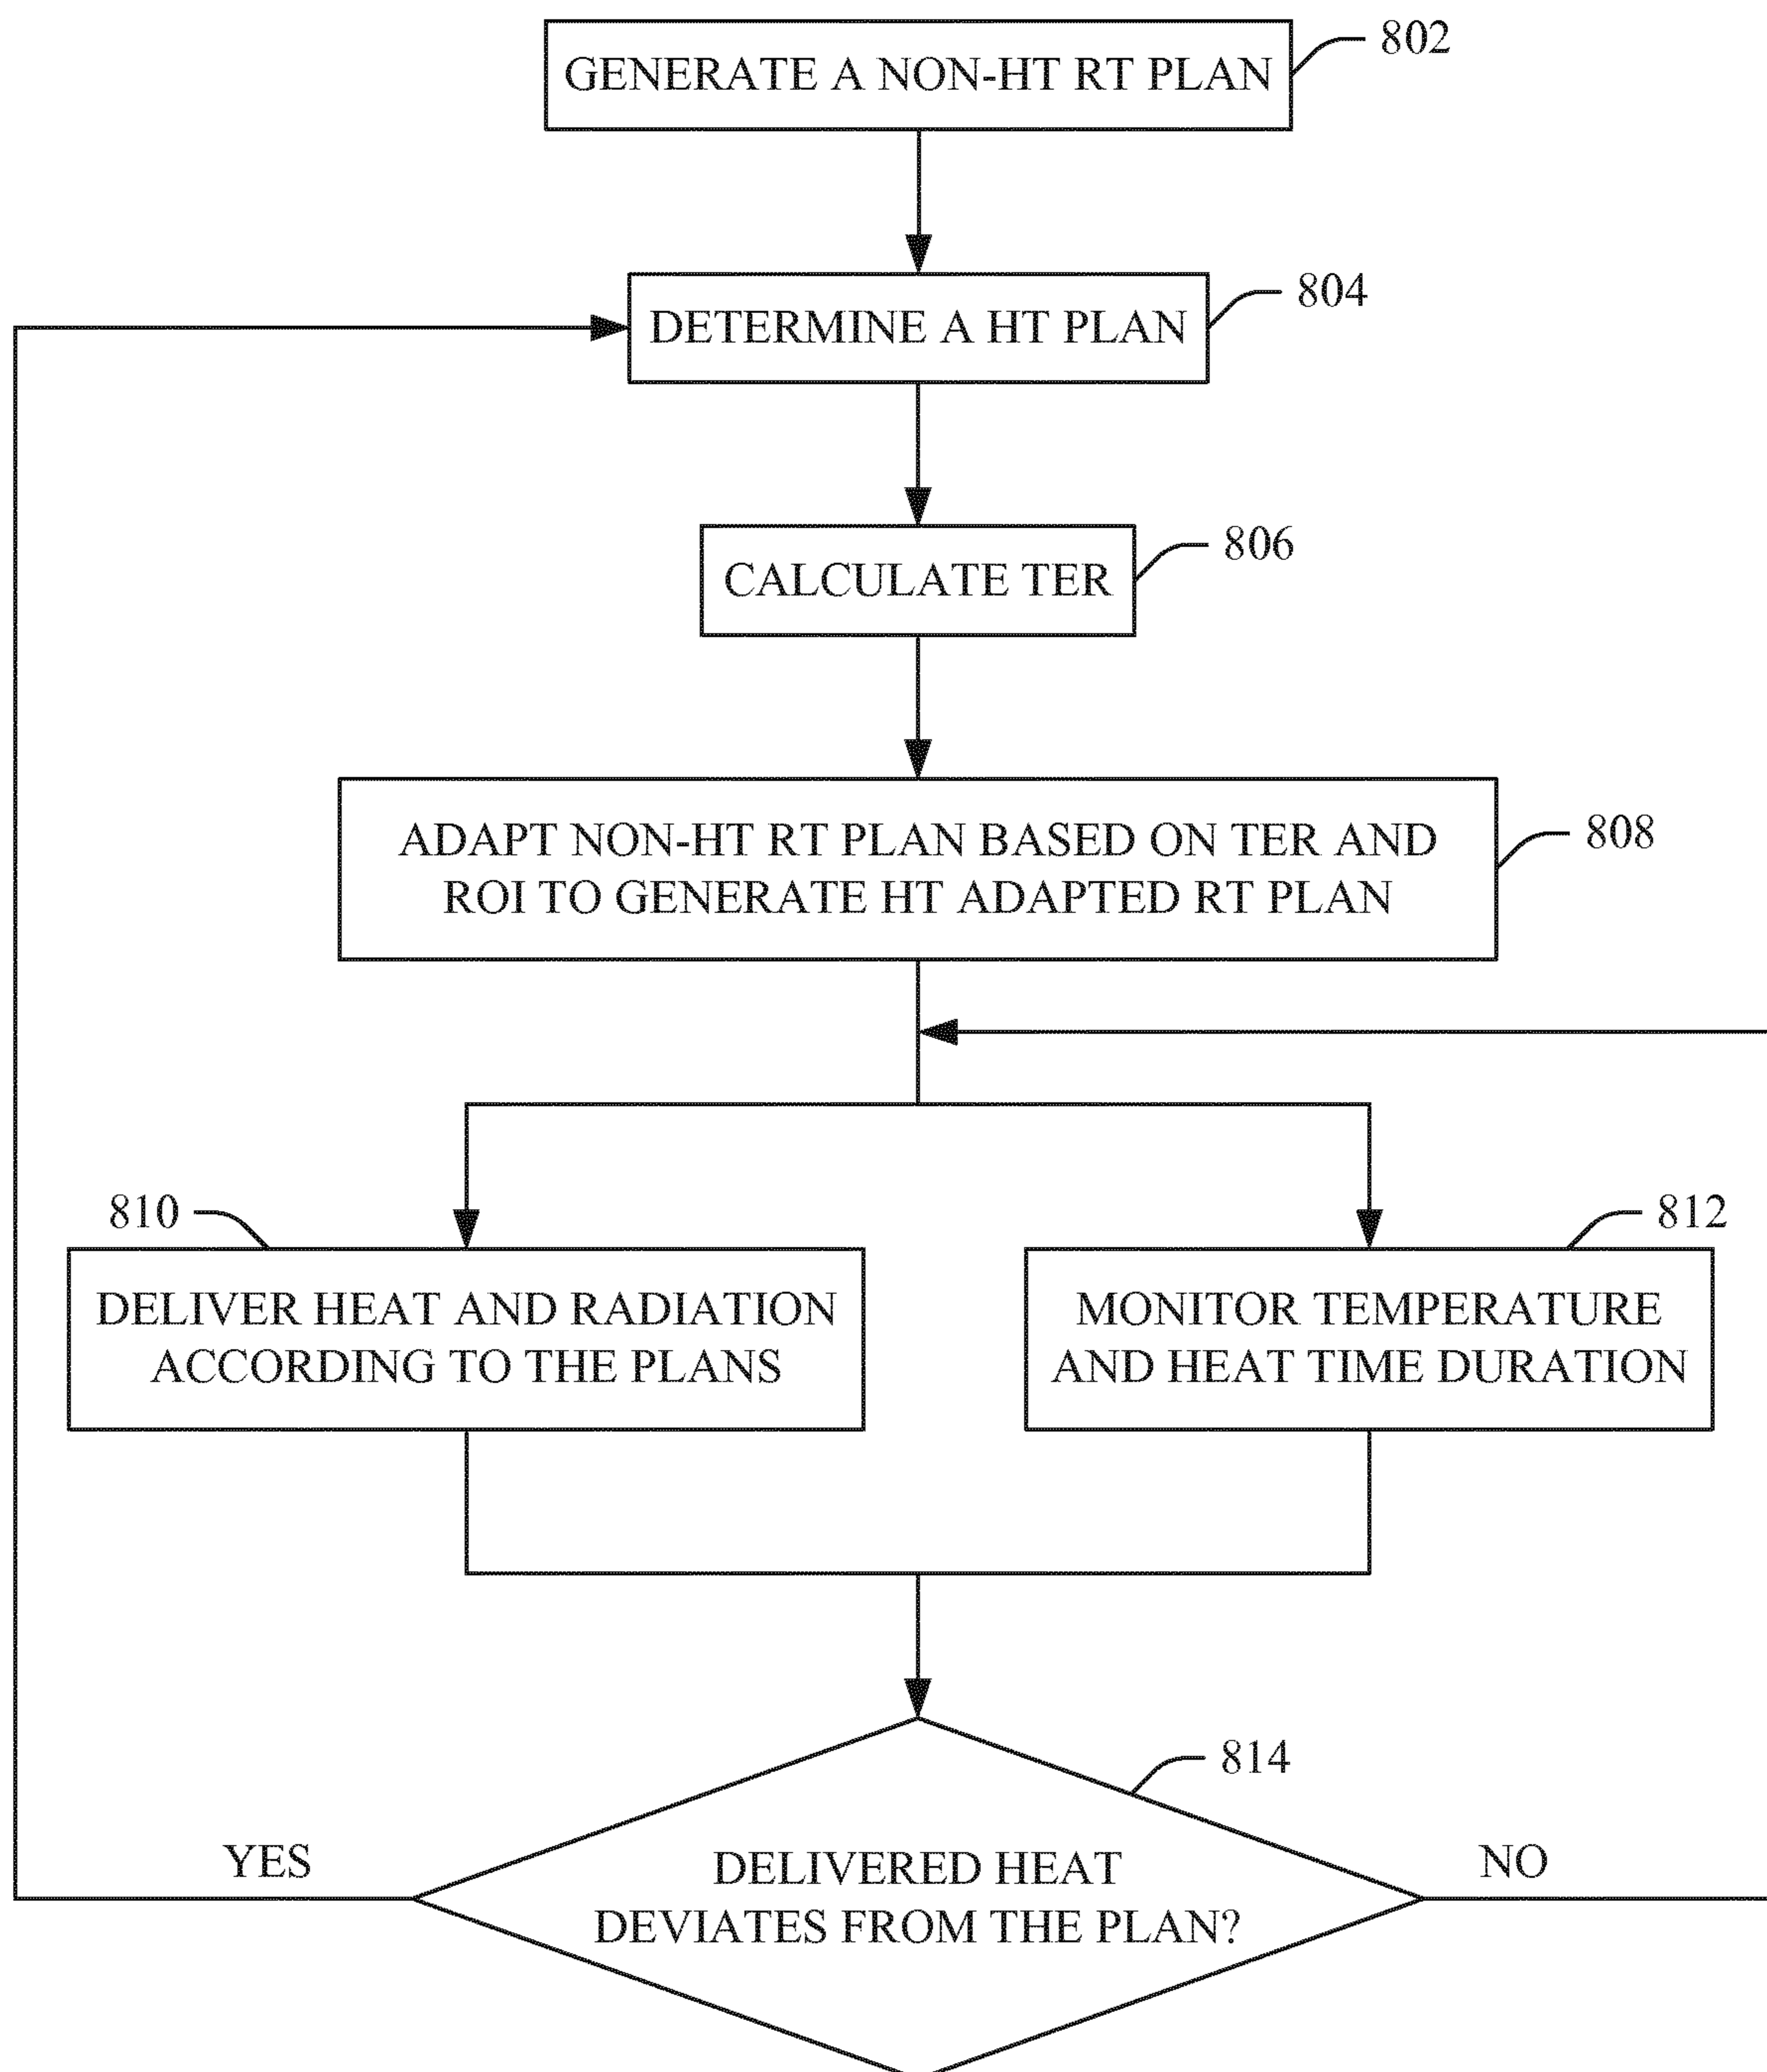 802
GENERATE A NON-HT RT PLAN
804
DETERMINE A HT PLAN
806
CALCULATE TER
808
ADAPT NON-HT RT PLAN BASED ON TER AND
ROI TO GENERATE HT ADAPTED RT PLAN
810
812
DELIVER HEAT AND RADIATION
ACCORDING TO THE PLANS
MONITOR TEMPERATURE
AND HEAT TIME DURATION
814
YES
NO
DELIVERED HEAT
DEVIATES FROM THE PLAN?